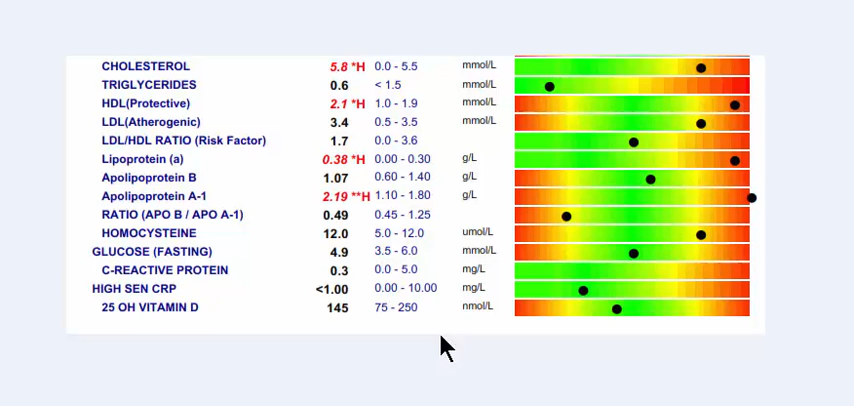 CHOLESTEROL 5.8 *H 0.0 - 5.5 mmol/L
TRIGLYCERIDES 0.6 < 1.5 mmol/L
HDL(Protective) 2.1 *H 1.0 - 1.9 mmol/L
LDL(Atherogenic) 3.4 0.5 - 3.5 mmol/L
LDL/HDL RATIO (Risk Factor) 1.7 0.0 - 3.6
Lipoprotein (a) 0.38 *H 0.00 - 0.30 g/L
Apolipoprotein B 1.07 0.60 - 1.40 g/L
Apolipoprotein A-1 2.19 **H 1.10 - 1.80 g/L
RATIO (APO B / APO A-1) 0.49 0.45 - 1.25
HOMOCYSTEINE 12.0 5.0 - 12.0 umol/L
GLUCOSE (FASTING) 4.9 3.5 - 6.0 mmol/L
C-REACTIVE PROTEIN 0.3 0.0 - 5.0 mg/L
HIGH SEN CRP <1.00 0.00 - 10.00 mg/L
25 OH VITAMIN D 145 75 - 250 nmol/L